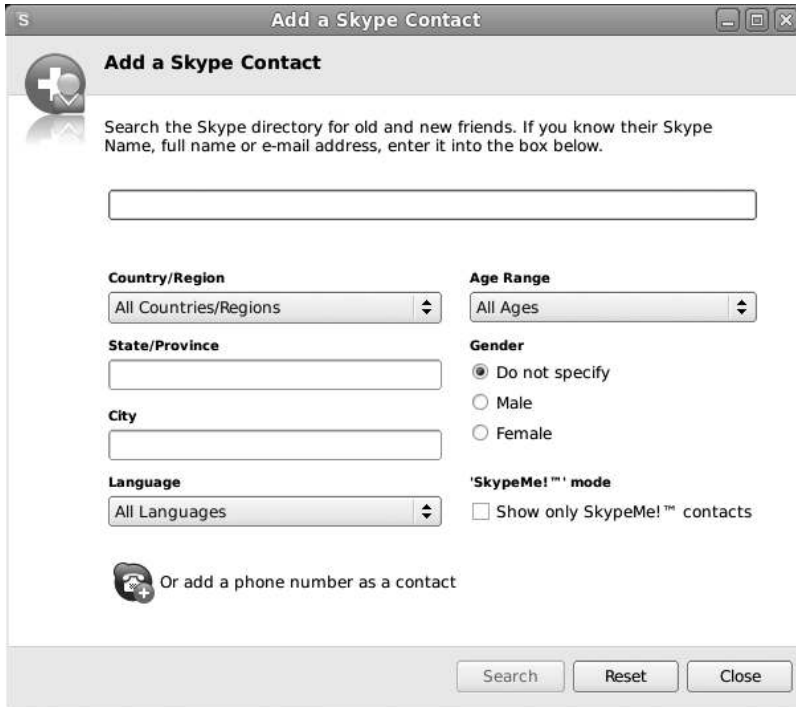 Add a Skype Contact
Add a Skype Contact
Search the Skype directory for old and new friends. If you know their Skype
Name, full name or e-mail address, enter it into the box below.
Country/Region
All Countries/Regions
State/Province
City
Language
All Languages
Age Range
All Ages
Gender
Do not specify
Male
Female
'SkypeMe!™' mode
Show only SkypeMe!™ contacts
Or add a phone number as a contact
Search
Reset
Close